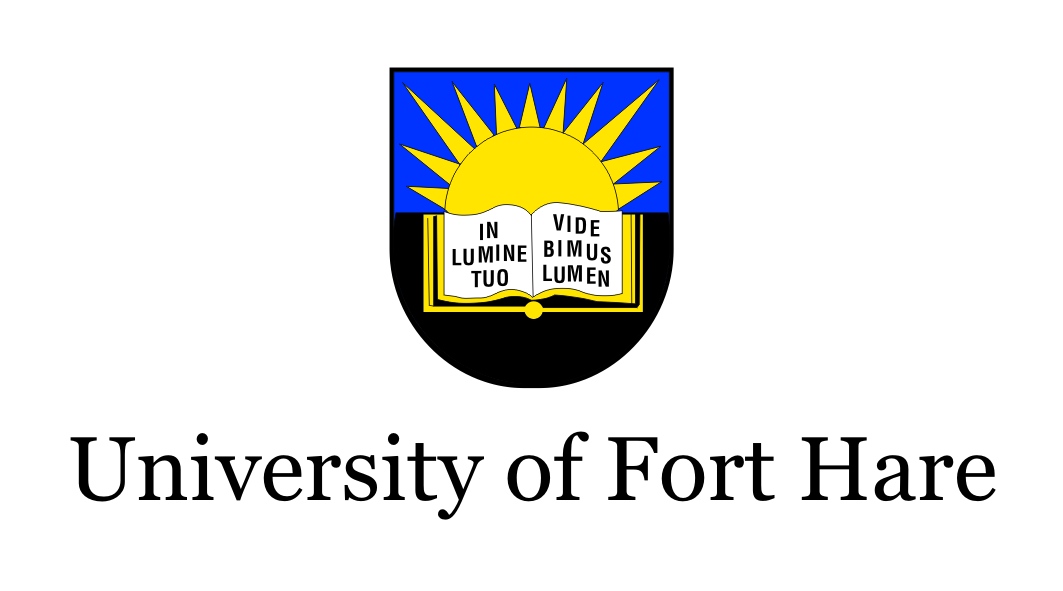 IN
LUMINE
TUO
VIDE
BIMUS
LUMEN
University of Fort Hare